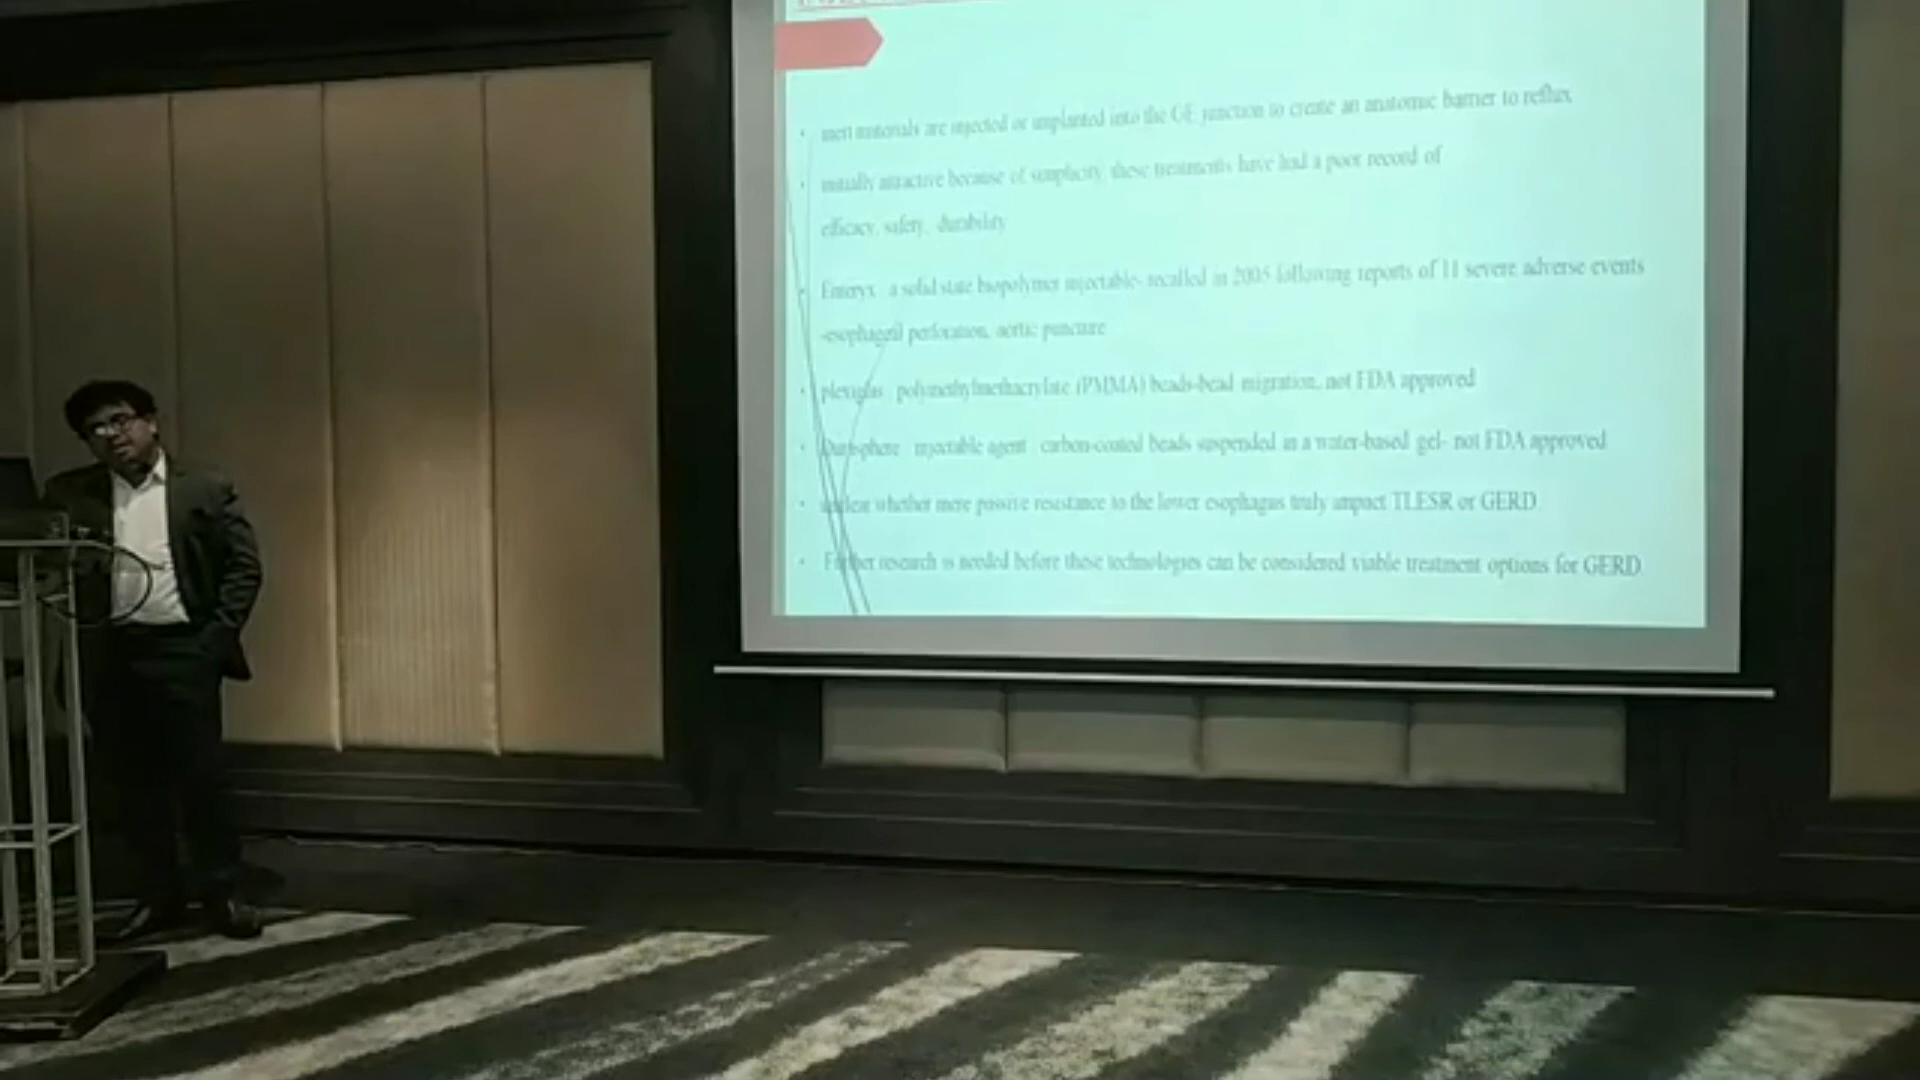 inert materials are injected or implanted into the GE junction to create an anatomic barrier to reflux
initially attractive because of simplicity these treatments have had a poor record of
efficacy, safety, durability
a solid state biopolymer injectable- recalled in 2005 following reports of 11 severe adverse events
-esophageal perforation, aortic puncture
plexiglas polymethylmethacrylate (PMMA) beads-bead migration, not FDA approved
Durasphere injectable agent carbon-coated beads suspended in a water-based gel- not FDA approved
whether mere passive resistance to the lower esophagus truly impact TLESR or GERD
Further research is needed before these technologies can be considered viable treatment options for GERD